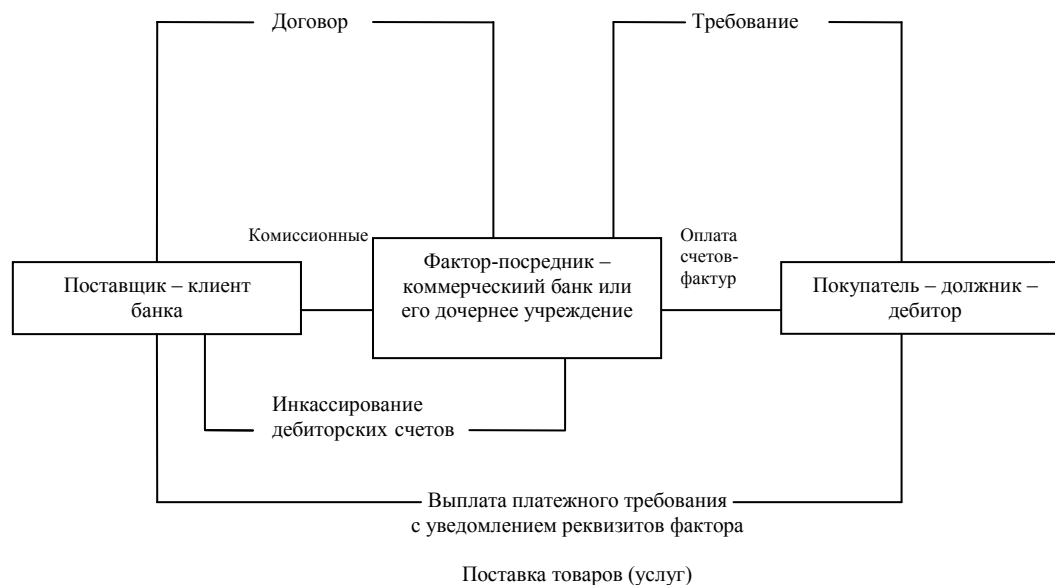 Договор
Требование
Комиссионные
Оплата
счетов-
фактур
Поставщик – клиент
банка
Фактор-посредник –
коммерческиий банк или
его дочернее учреждение
Покупатель – должник –
дебитор
Инкассирование
дебиторских счетов
Выплата платежного требования
с уведомлением реквизитов фактора
Поставка товаров (услуг)